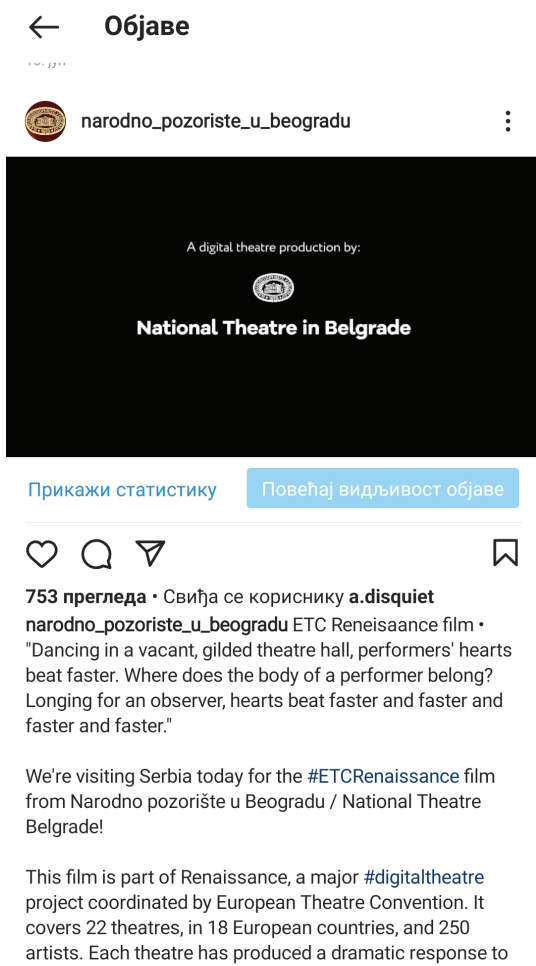 Објаве
narodno_pozoriste_u_beogradu
A digital theatre production by:
National Theatre in Belgrade
Прикажи статистику
Повећај видљивост објаве
753 прегледа • Свиђа се кориснику a.disquiet
narodno_pozoriste_u_beogradu ETC Reneisaance film •
"Dancing in a vacant, gilded theatre hall, performers' hearts
beat faster. Where does the body of a performer belong?
Longing for an observer, hearts beat faster and faster and
faster and faster."
We're visiting Serbia today for the #ETCRenaissance film
from Narodno pozorište u Beogradu / National Theatre
Belgrade!
This film is part of Renaissance, a major #digitaltheatre
project coordinated by European Theatre Convention. It
covers 22 theatres, in 18 European countries, and 250
artists. Each theatre has produced a dramatic response to